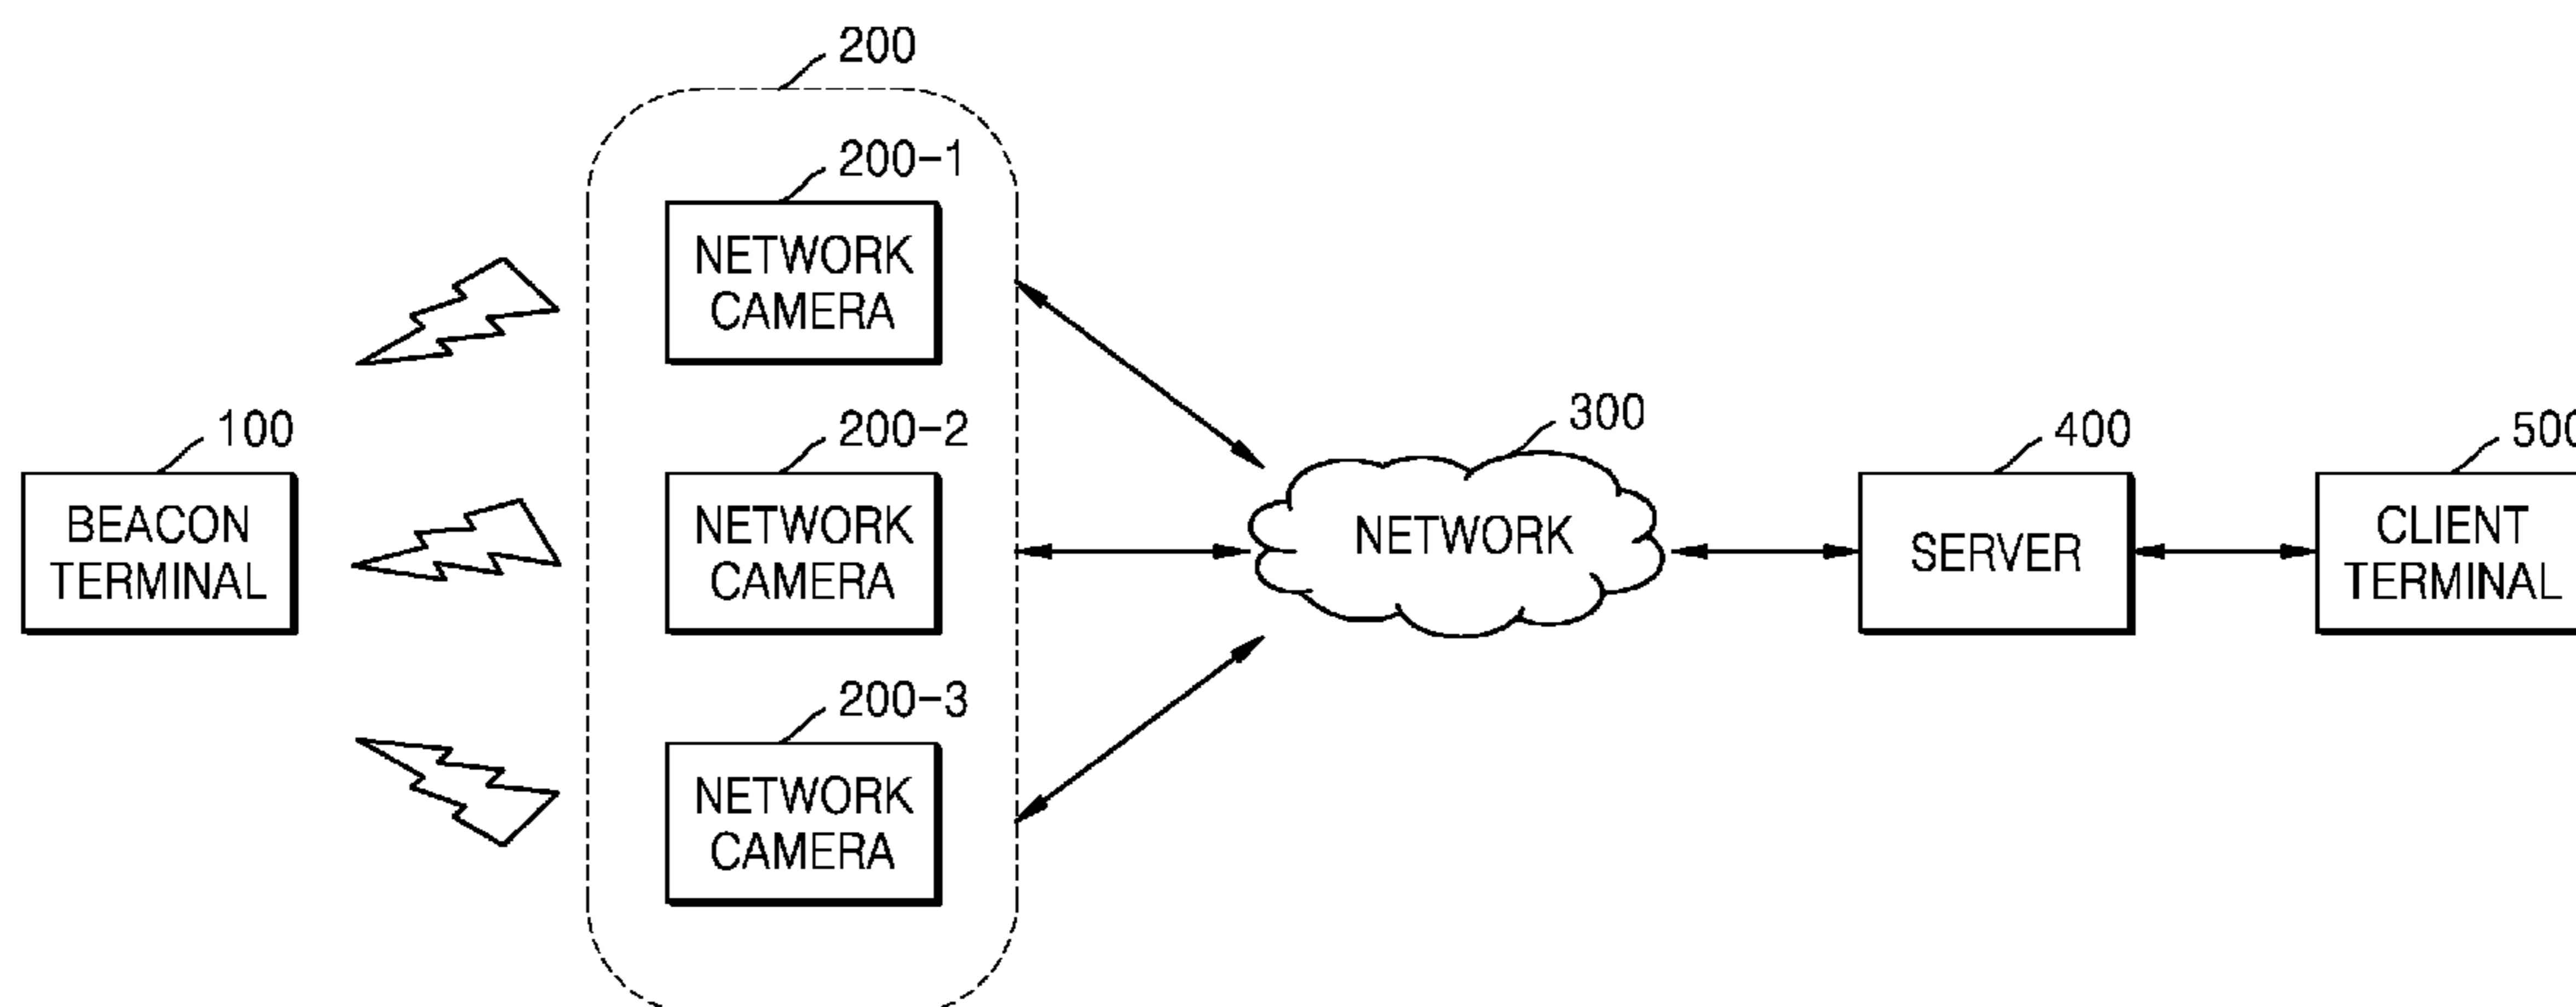 200
200-1
NETWORK
CAMERA
100
BEACON
TERMINAL
200-2
NETWORK
CAMERA
200-3
NETWORK
CAMERA
300
NETWORK
400
SERVER
500
CLIENT
TERMINAL